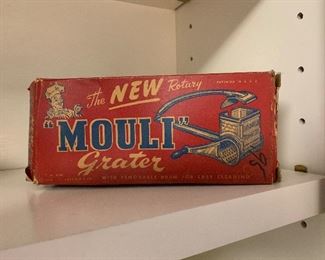 The NEW Rotary
"MOULI"
Grater
WITH REMOVABLE DRUM FOR EASY CLEANING